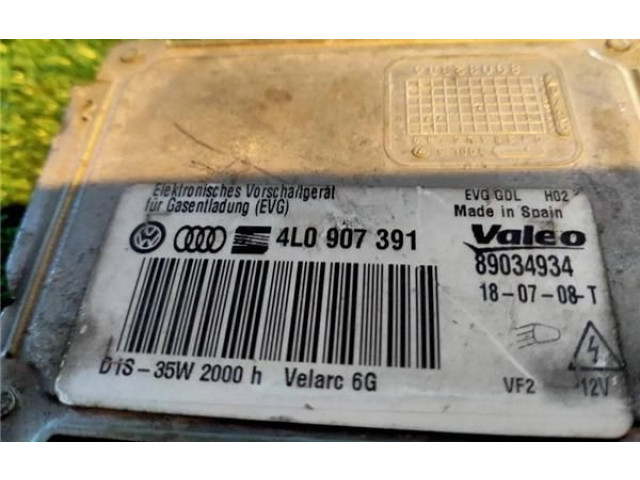 Elektronisches Vorschaltgerät
für Gasentladung (EVG)
EVG GDL H02
Made in Spain
4L0 907 391
Valeo
89034934
18-07-08-T
D1S-35W 2000 h Velarc 6G
VF2 12V